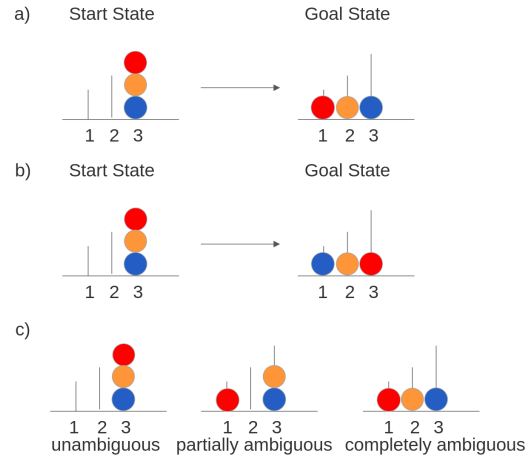 a) Start State Goal State
1 2 3 1 2 3
b) Start State Goal State
1 2 3 1 2 3
c)
1 2 3 1 2 3 1 2 3
unambiguous partially ambiguous completely ambiguous